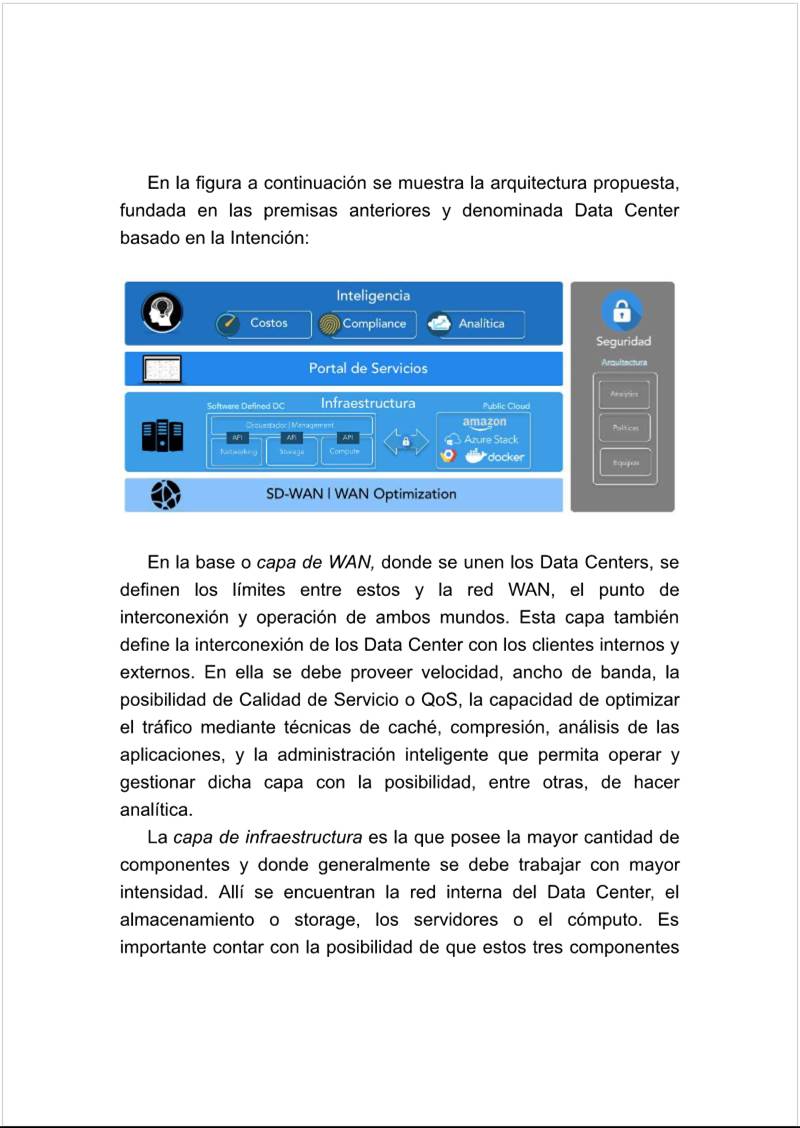 En la figura a continuación se muestra la arquitectura propuesta,
fundada en las premisas anteriores y denominada Data Center
basado en la Intención:
Inteligencia
Costos
Compliance
Analítica
Portal de Servicios
Software Defined DC
Infraestructura
Public Cloud
Orquestador | Management
API
API
API
Networking
Storage
Compute
amazon
Azure Stack
docker
SD-WAN | WAN Optimization
Seguridad
Arquitectura
Analytics
Políticas
Equipos
En la base o capa de WAN, donde se unen los Data Centers, se
definen los límites entre estos y la red WAN, el punto de
interconexión y operación de ambos mundos. Esta capa también
define la interconexión de los Data Center con los clientes internos y
externos. En ella se debe proveer velocidad, ancho de banda, la
posibilidad de Calidad de Servicio o QoS, la capacidad de optimizar
el tráfico mediante técnicas de caché, compresión, análisis de las
aplicaciones, y la administración inteligente que permita operar y
gestionar dicha capa con la posibilidad, entre otras, de hacer
analítica.
La capa de infraestructura es la que posee la mayor cantidad de
componentes y donde generalmente se debe trabajar con mayor
intensidad. Allí se encuentran la red interna del Data Center, el
almacenamiento o storage, los servidores o el cómputo. Es
importante contar con la posibilidad de que estos tres componentes